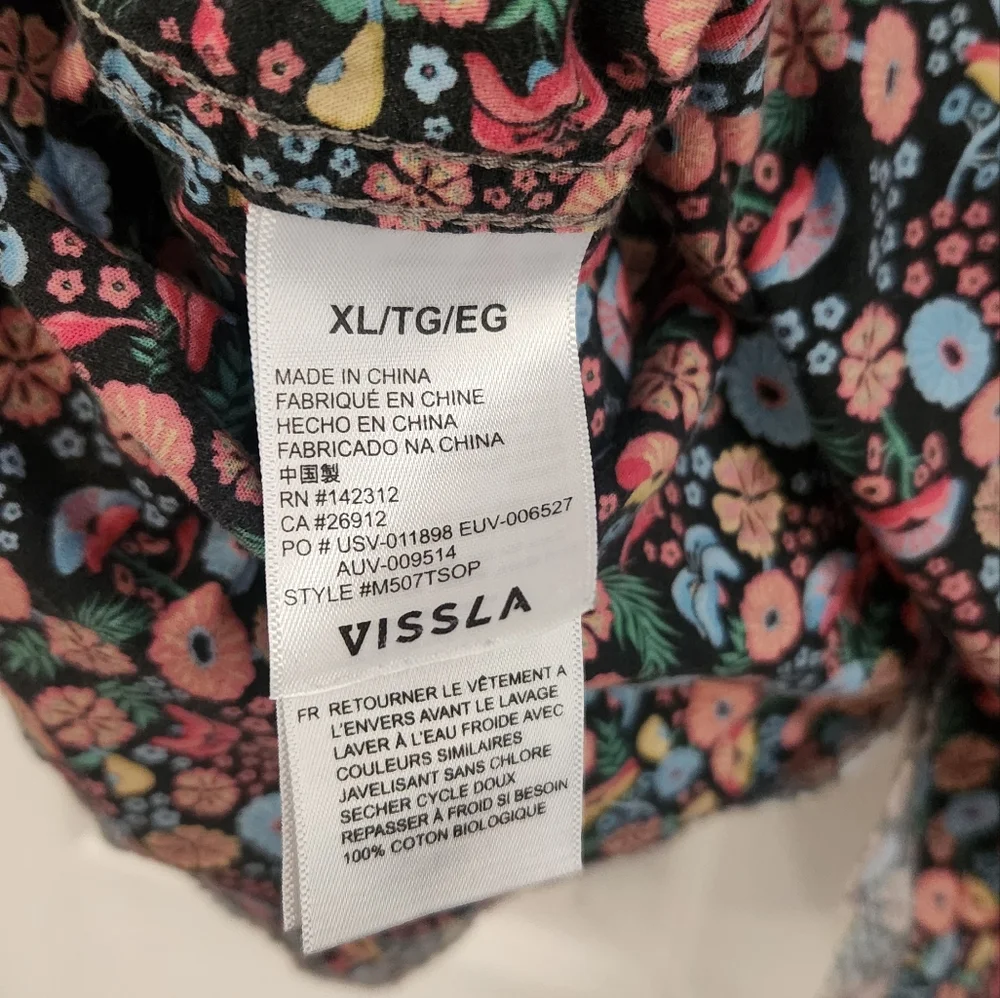 XL/TG/EG
MADE IN CHINA
FABRIQUÉ EN CHINE
HECHO EN CHINA
FABRICADO NA CHINA
中国製
RN #142312
CA #26912
PO # USV-011898 EUV-006527
AUV-009514
STYLE #M507TSOP
VISSLA
FR RETOURNER LE VÊTEMENT A
L'ENVERS AVANT LE LAVAGE
LAVER À L'EAU FROIDE AVEC
COULEURS SIMILAIRES
JAVELISANT SANS CHLORE
SECHER CYCLE DOUX
REPASSER À FROID SI BESOIN
100% COTON BIOLOGIQUE